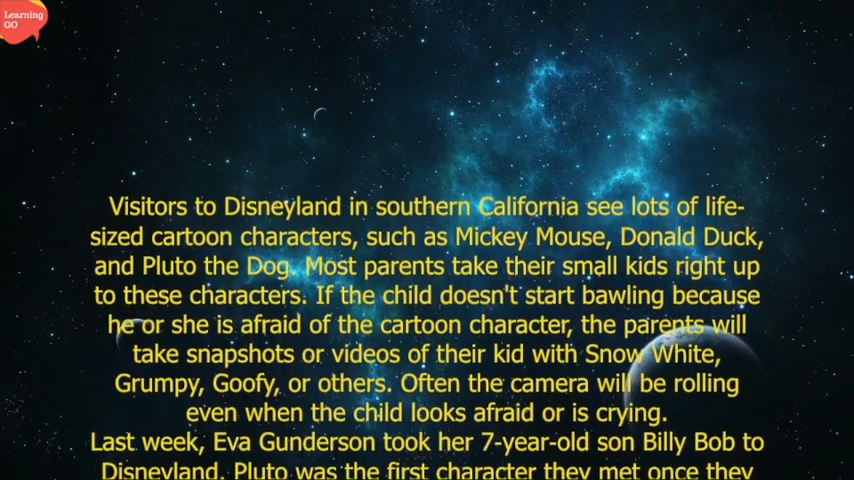 Learning
GO
Visitors to Disneyland in southern California see lots of life-
sized cartoon characters, such as Mickey Mouse, Donald Duck,
and Pluto the Dog. Most parents take their small kids right up
to these characters. If the child doesn't start bawling because
he or she is afraid of the cartoon character, the parents will
take snapshots or videos of their kid with Snow White,
Grumpy, Goofy, or others. Often the camera will be rolling
even when the child looks afraid or is crying.
Last week, Eva Gunderson took her 7-year-old son Billy Bob to
Disneyland. Pluto was the first character they met once they